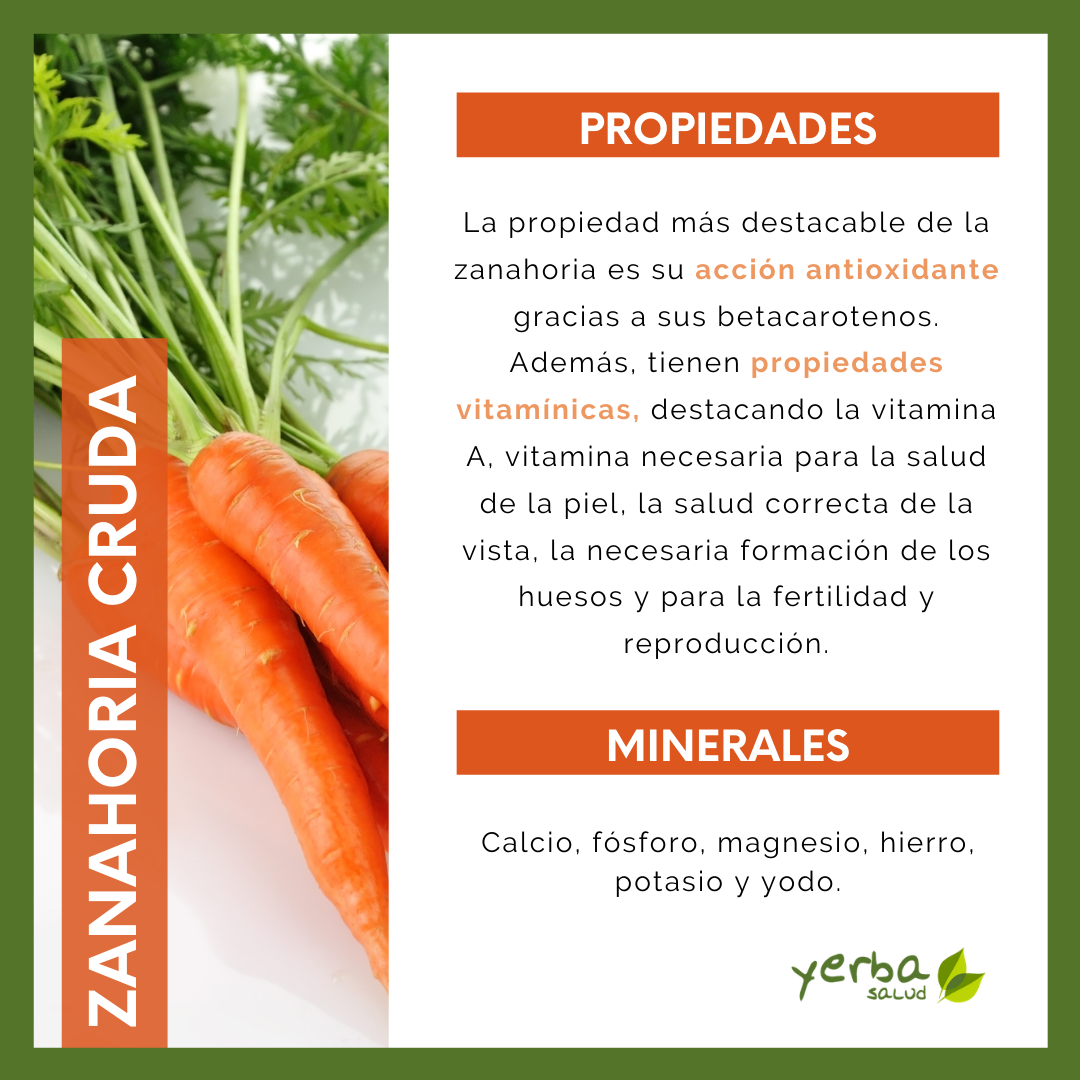 ZANAHORIA CRUDA
PROPIEDADES
La propiedad más destacable de la
zanahoria es su acción antioxidante
gracias a sus betacarotenos.
Además, tienen propiedades
vitamínicas, destacando la vitamina
A, vitamina necesaria para la salud
de la piel, la salud correcta de la
vista, la necesaria formación de los
huesos y para la fertilidad y
reproducción.
MINERALES
Calcio, fósforo, magnesio, hierro,
potasio y yodo.
yerba
salud